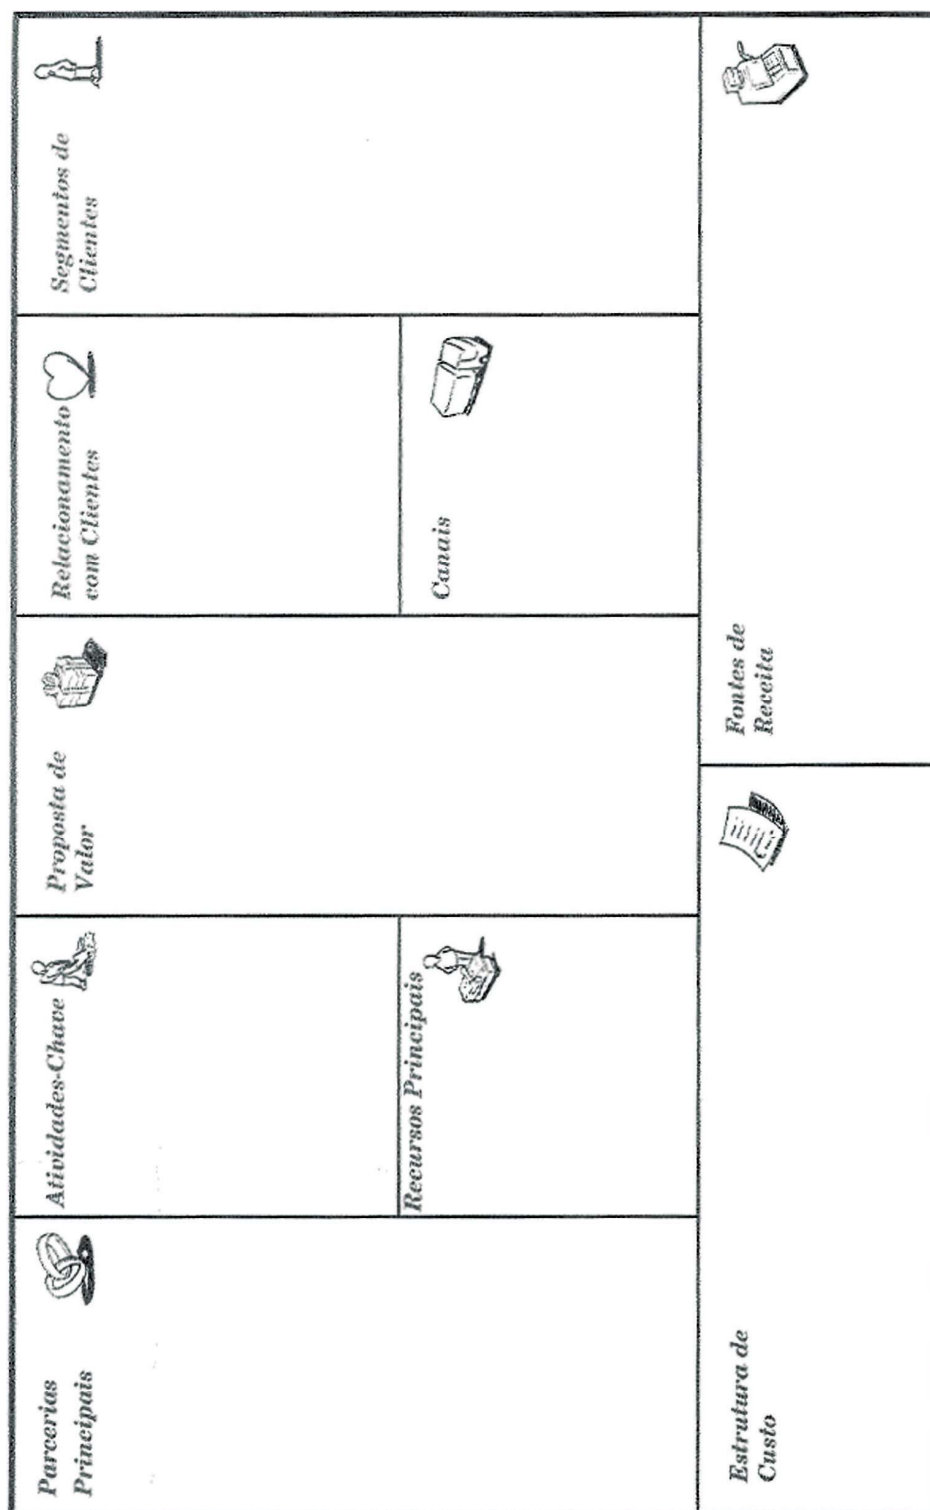 Parcerias
Principais
Atividades-Chave
Recursos Principais
Proposta de
Valor
Relacionamento
com Clientes
Canais
Segmentos de
Clientes
Estrutura de
Custo
Fontes de
Receita